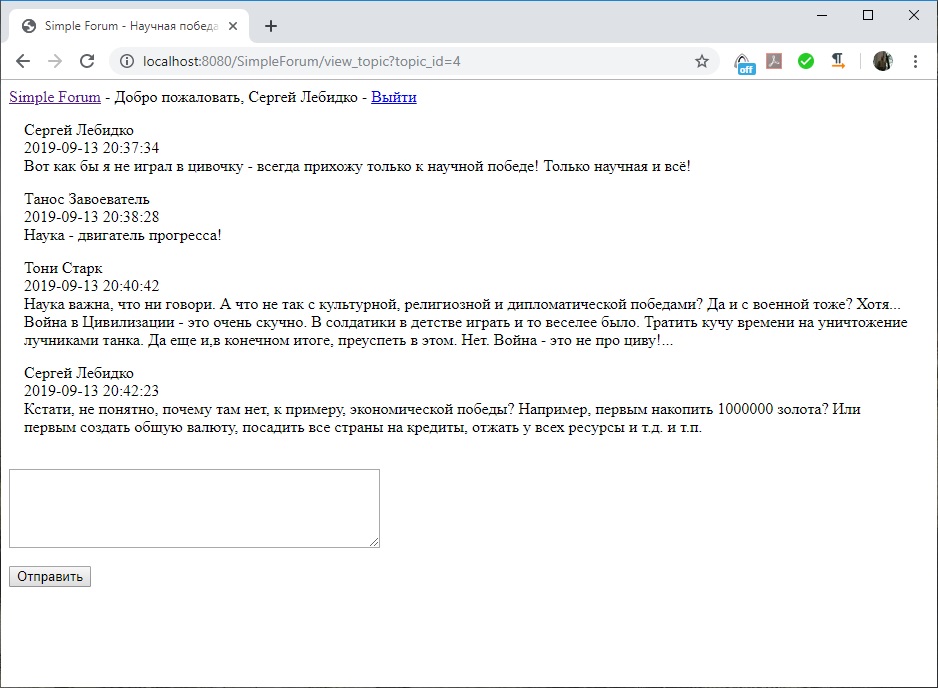 Simple Forum - Научная победа
localhost:8080/SimpleForum/view_topic?topic_id=4
off
Simple Forum - Добро пожаловать, Сергей Лебидко - Выйти
Сергей Лебидко
2019-09-13 20:37:34
Вот как бы я не играл в цивочку - всегда прихожу только к научной победе! Только научная и всё!
Танос Завоеватель
2019-09-13 20:38:28
Наука - двигатель прогресса!
Тони Старк
2019-09-13 20:40:42
Наука важна, что ни говори. А что не так с культурной, религиозной и дипломатической победами? Да и с военной тоже? Хотя...
Война в Цивилизации - это очень скучно. В солдатики в детстве играть и то веселее было. Тратить кучу времени на уничтожение
лучниками танка. Да еще и,в конечном итоге, преуспеть в этом. Нет. Война - это не про циву!...
Сергей Лебидко
2019-09-13 20:42:23
Кстати, не понятно, почему там нет, к примеру, экономической победы? Например, первым накопить 1000000 золота? Или
первым создать общую валюту, посадить все страны на кредиты, отжать у всех ресурсы и т.д. и т.п.
Отправить